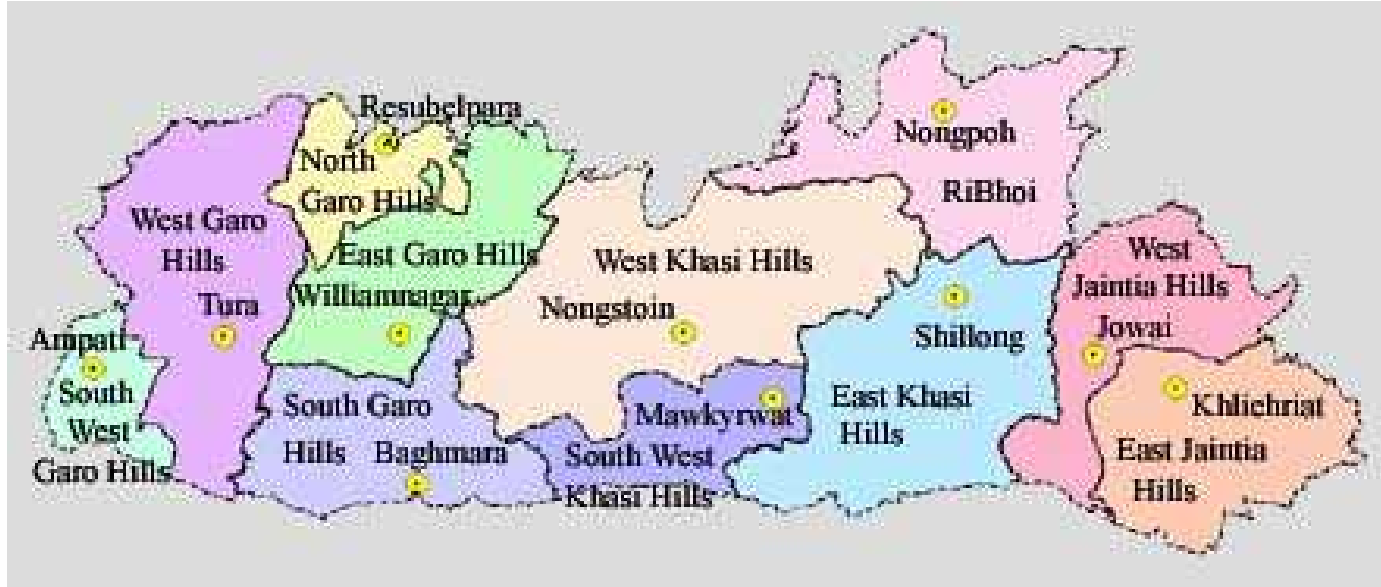 Resubelpara
North
Garo Hills
West Garo
Hills
Tura
East Garo Hills
Williamnagar
Ampati
South
West
Garo Hills
South Garo
Hills
Baghmara
West Khasi Hills
Nongstoin
Mawkyrwat
South West
Khasi Hills
Nongpoh
RiBhoi
Shillong
East Khasi
Hills
West
Jaintia Hills
Jowai
Khliehriat
East Jaintia
Hills